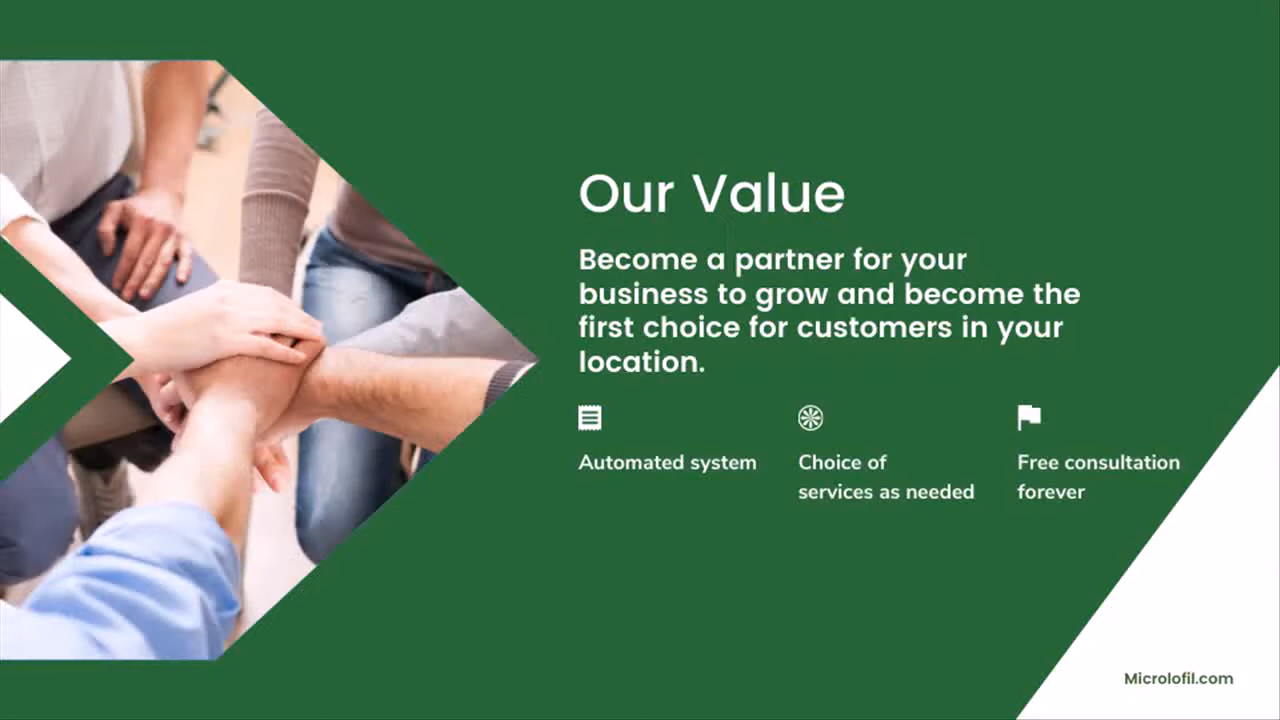 Our Value
Become a partner for your
business to grow and become the
first choice for customers in your
location.
Automated system
Choice of
services as needed
Free consultation
forever
Microlofil.com